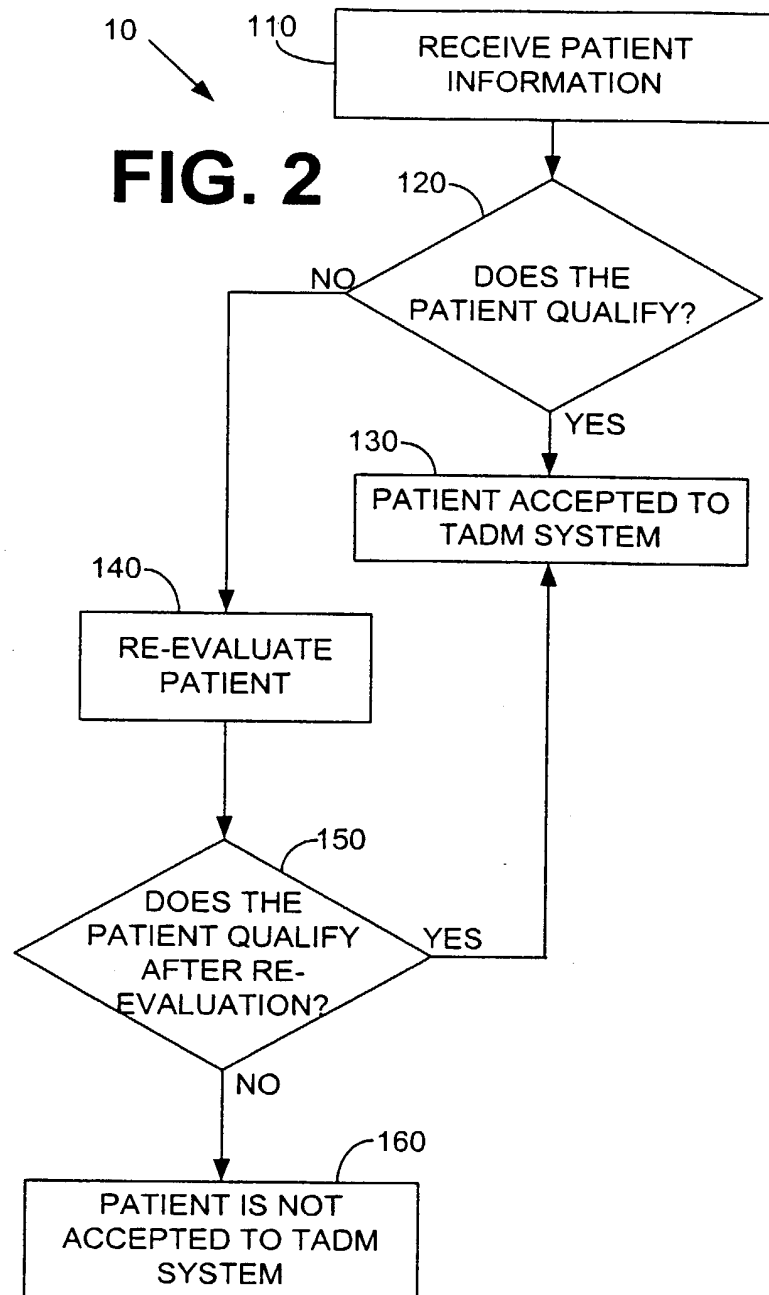 10
110
RECEIVE PATIENT
INFORMATION
FIG. 2
120
NO
DOES THE
PATIENT QUALIFY?
YES
130
PATIENT ACCEPTED TO
TADM SYSTEM
140
RE-EVALUATE
PATIENT
150
DOES THE
PATIENT QUALIFY
AFTER RE-
EVALUATION?
YES
NO
160
PATIENT IS NOT
ACCEPTED TO TADM
SYSTEM